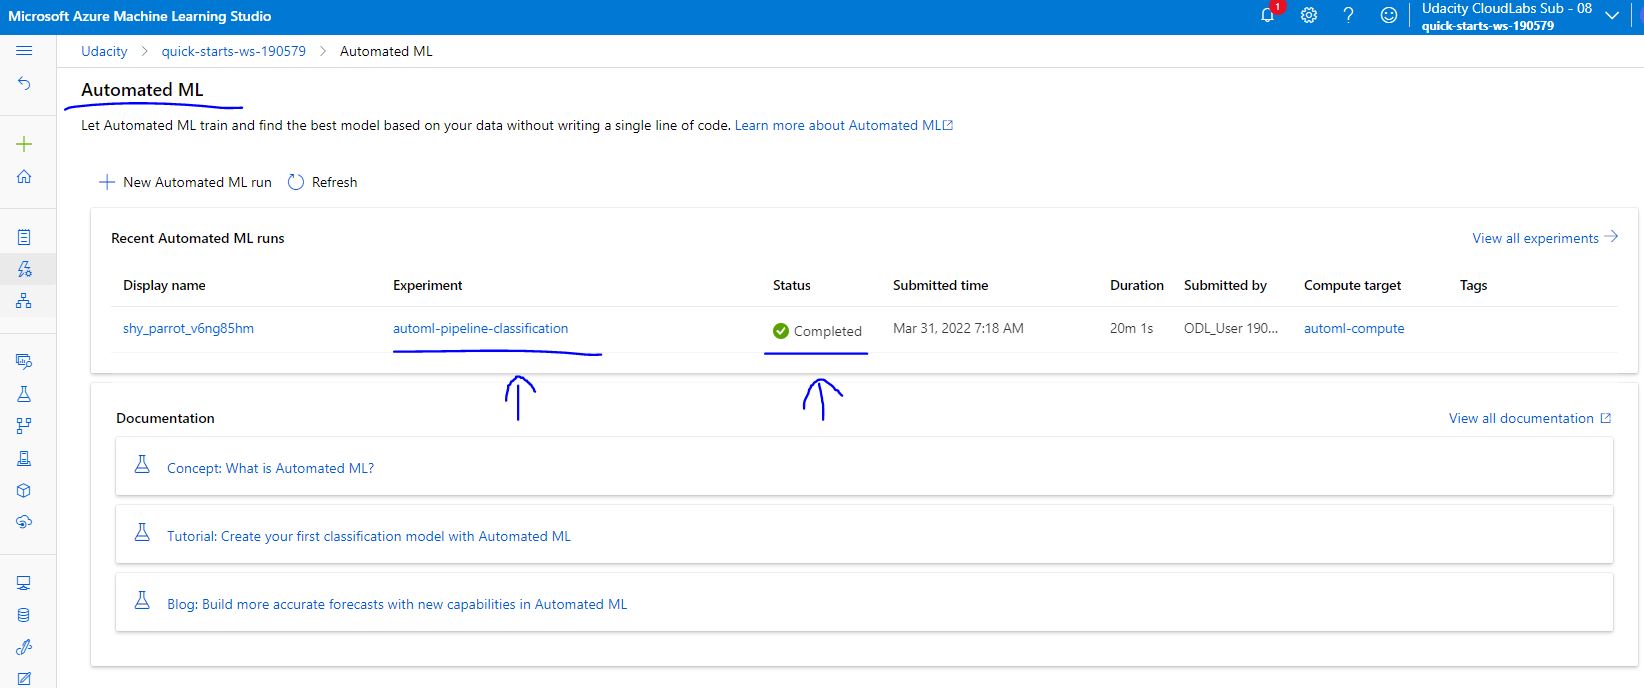 Microsoft Azure Machine Learning Studio
1
Udacity CloudLabs Sub - 08
quick-starts-ws-190579
Udacity > quick-starts-ws-190579 > Automated ML
Automated ML
Let Automated ML train and find the best model based on your data without writing a single line of code. Learn more about Automated ML
New Automated ML run Refresh
Recent Automated ML runs View all experiments
Display name Experiment Status Submitted time Duration Submitted by Compute target Tags
shy_parrot_v6ng85hm automl-pipeline-classification Completed Mar 31, 2022 7:18 AM 20m 1s ODL_User 190... automl-compute
Documentation View all documentation
Concept: What is Automated ML?
Tutorial: Create your first classification model with Automated ML
Blog: Build more accurate forecasts with new capabilities in Automated ML